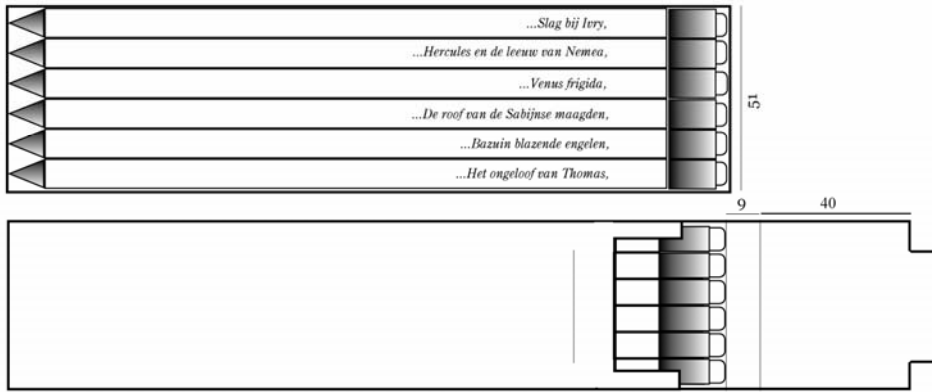 ...Slag bij Ivry,
...Hercules en de leeuw van Nemea,
...Venus frigida,
...De roof van de Sabijnse maagden,
...Bazuin blazende engelen,
...Het ongeloof van Thomas,
51
9
40